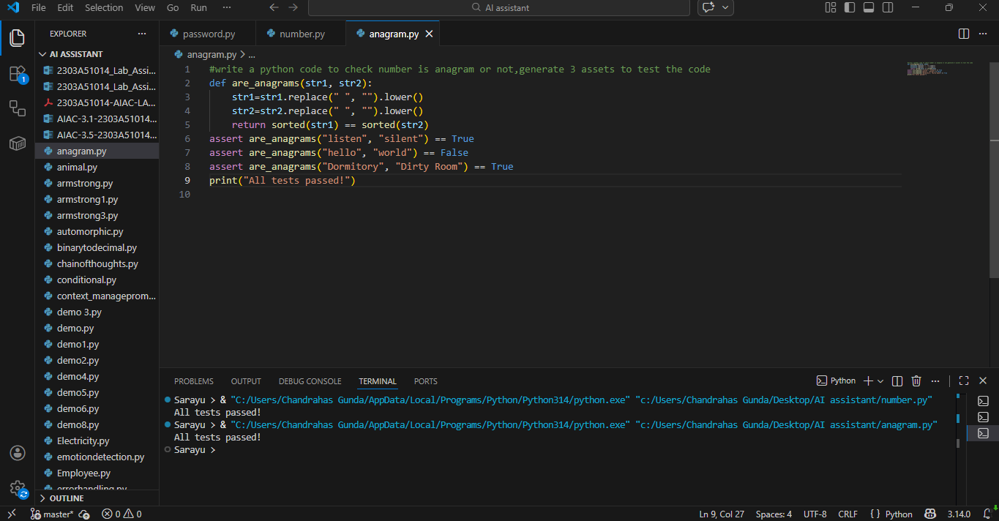 File Edit Selection View Go Run ··· AI assistant
EXPLORER ···
AI ASSISTANT
2303A51014_Lab_Assi...
2303A51014_Lab_Assi...
2303A51014-AIAC-LA...
AIAC-3.1-2303A51014...
AIAC-3.5-2303A51014...
anagram.py
animal.py
armstrong.py
armstrong1.py
armstrong3.py
automorphic.py
binarytodecimal.py
chainofthoughts.py
conditional.py
context_manageprom...
demo 3.py
demo.py
demo1.py
demo2.py
demo4.py
demo5.py
demo6.py
demo8.py
Electricity.py
emotiondetection.py
Employee.py
errorhandling.py
OUTLINE
1
password.py number.py anagram.py
anagram.py > ...
1 #write a python code to check number is anagram or not,generate 3 assets to test the code
2 def are_anagrams(str1, str2):
3     str1=str1.replace(" ", "").lower()
4     str2=str2.replace(" ", "").lower()
5     return sorted(str1) == sorted(str2)
6 assert are_anagrams("listen", "silent") == True
7 assert are_anagrams("hello", "world") == False
8 assert are_anagrams("Dormitory", "Dirty Room") == True
9 print("All tests passed!")
10
PROBLEMS OUTPUT DEBUG CONSOLE TERMINAL PORTS Python ···
Sarayu > & "C:/Users/Chandrahas Gunda/AppData/Local/Programs/Python/Python314/python.exe" "c:/Users/Chandrahas Gunda/Desktop/AI assistant/number.py"
All tests passed!
Sarayu > & "C:/Users/Chandrahas Gunda/AppData/Local/Programs/Python/Python314/python.exe" "c:/Users/Chandrahas Gunda/Desktop/AI assistant/anagram.py"
All tests passed!
Sarayu >
master* 0 0 Ln 9, Col 27 Spaces: 4 UTF-8 CRLF { } Python 3.14.0